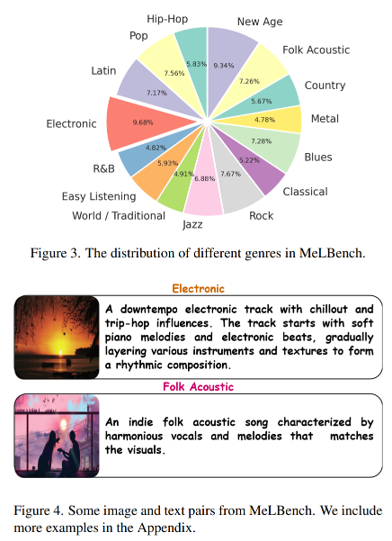 Hip-Hop
New Age
Pop
Folk Acoustic
5.83%
9.34%
7.56%
7.26%
Latin
Country
7.17%
5.67%
Electronic
9.68%
4.78%
Metal
4.82%
7.28%
R&B
Blues
5.93%
5.22%
4.91%
6.88%
7.67%
Easy Listening
Classical
World / Traditional
Rock
Jazz
Figure 3. The distribution of different genres in MeLBench.
Electronic
A downtempo electronic track with chillout and
trip-hop influences. The track starts with soft
piano melodies and electronic beats, gradually
layering various instruments and textures to form
a rhythmic composition.
Folk Acoustic
An indie folk acoustic song characterized by
harmonious vocals and melodies that matches
the visuals.
Figure 4. Some image and text pairs from MeLBench. We include
more examples in the Appendix.